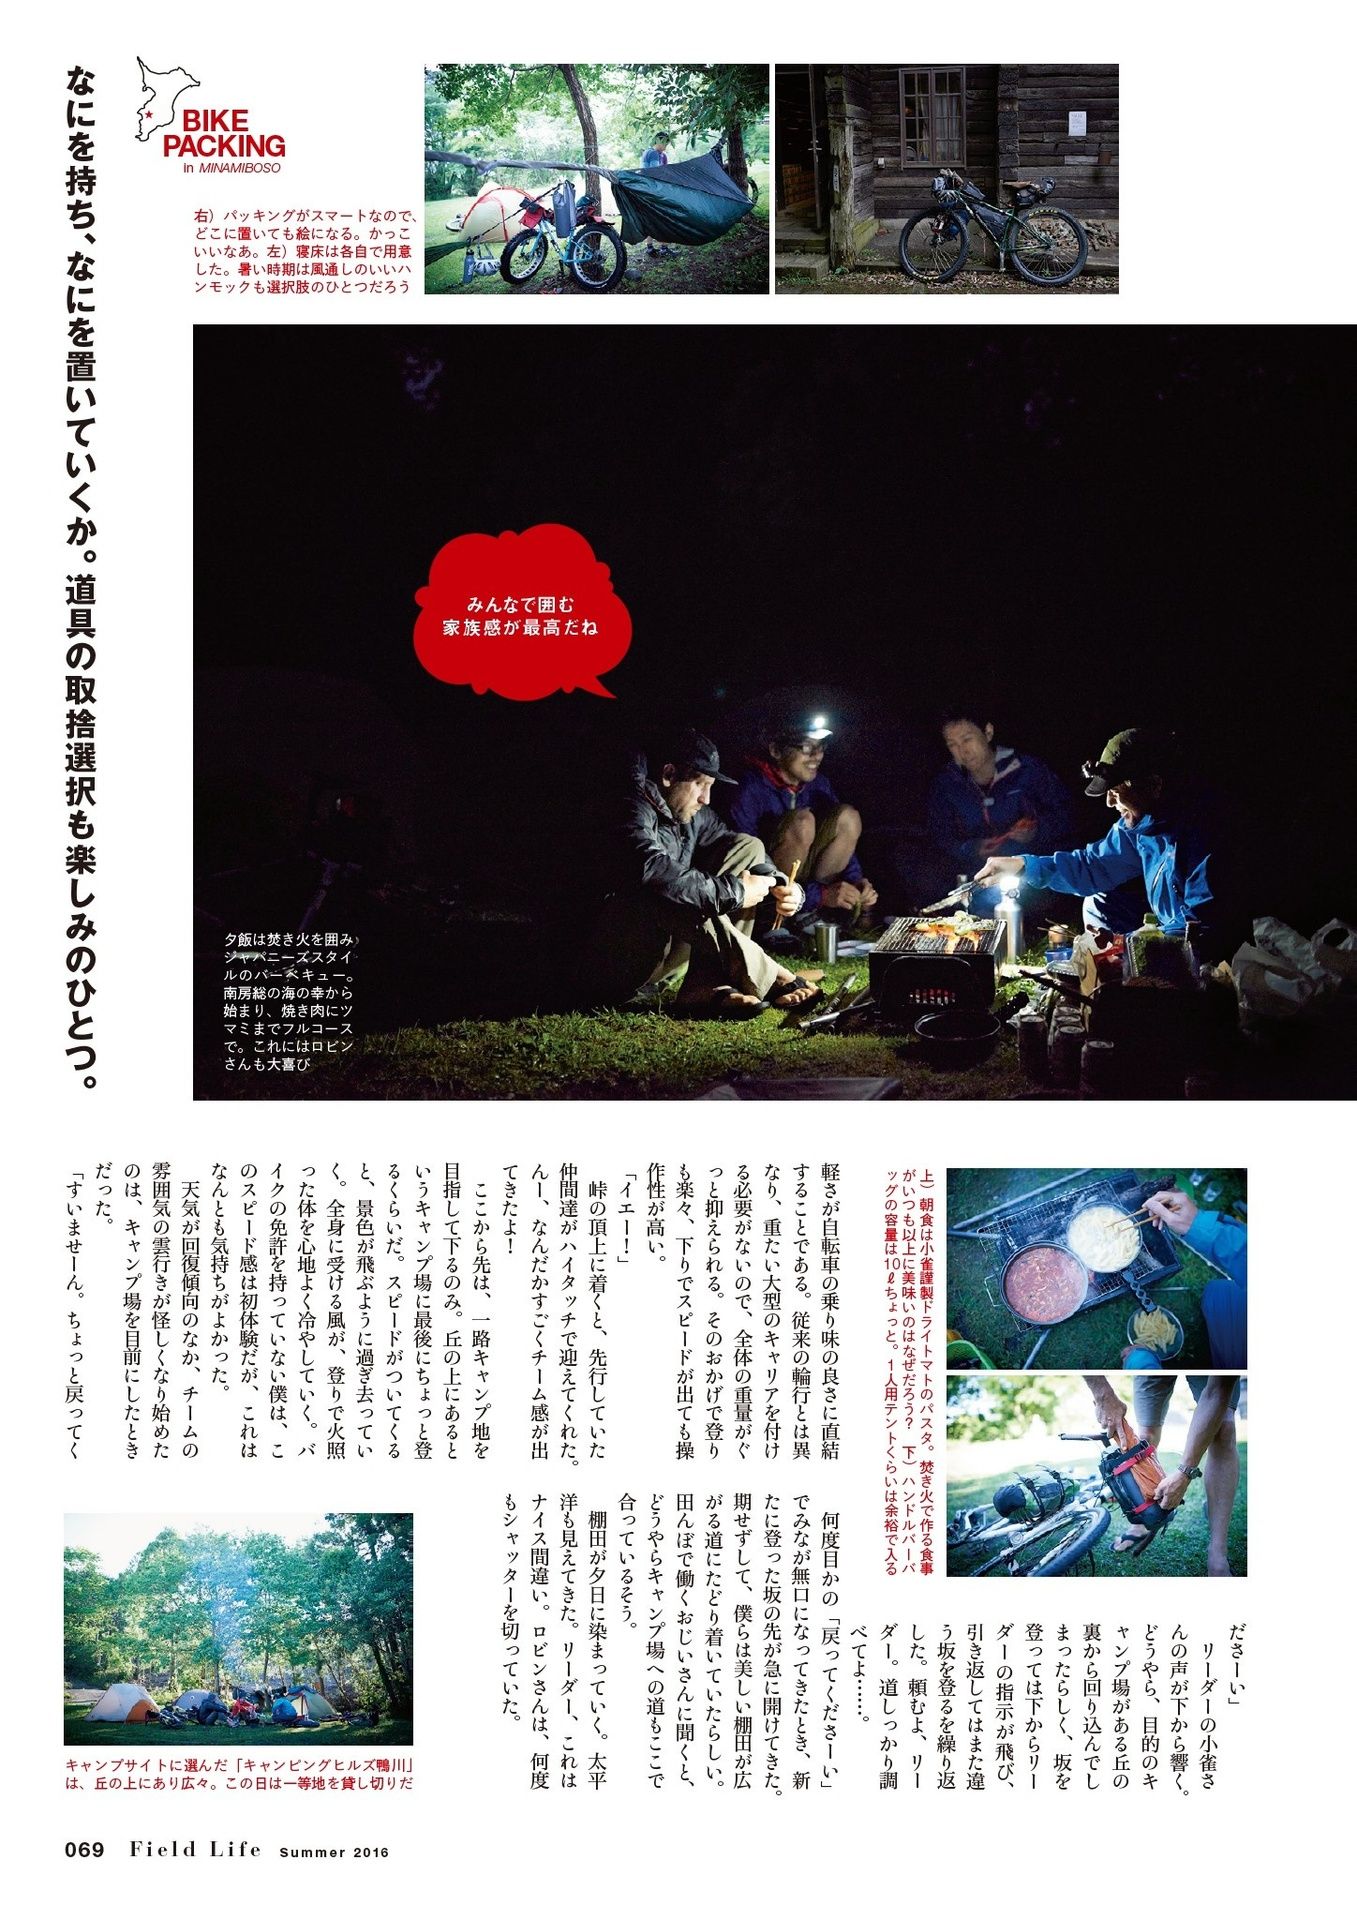 なにを持ち、なにを置いていくか。道具の取捨選択も楽しみのひとつ。
BIKE
PACKING
in MINAMIBOSO
右）パッキングがスマートなので、
どこに置いても絵になる。かっこ
いいなあ。左）寝床は各自で用意
した。暑い時期は風通しのいいハ
ンモックも選択肢のひとつだろう
みんなで囲む
家族感が最高だね
夕飯は焚き火を囲み
ジャパニーズスタイ
ルのバーベキュー。
南房総の海の幸から
始まり、焼き肉にツ
マミまでフルコース
で。これにはロビン
さんも大喜び
上）朝食は小雀謹製ドライトマトのパスタ。焚き火で作る食事
がいつも以上に美味いのはなぜだろう？　下）ハンドルバーバ
ッグの容量は10ℓちょっと。1人用テントくらいは余裕で入る
軽さが自転車の乗り味の良さに直結
することである。従来の輪行とは異
なり、重たい大型のキャリアを付け
る必要がないので、全体の重量がぐ
っと抑えられる。そのおかげで登り
も楽々、下りでスピードが出ても操
作性が高い。
「イエー！」
峠の頂上に着くと、先行していた
仲間達がハイタッチで迎えてくれた。
んー、なんだかすごくチーム感が出
てきたよ！
ここから先は、一路キャンプ地を
目指して下るのみ。丘の上にあると
いうキャンプ場に最後にちょっと登
るくらいだ。スピードがついてくる
と、景色が飛ぶように過ぎ去ってい
く。全身に受ける風が、登りで火照
った体を心地よく冷やしていく。バ
イクの免許を持っていない僕は、こ
のスピード感は初体験だが、これは
なんとも気持ちがよかった。
天気が回復傾向のなか、チームの
雰囲気の雲行きが怪しくなり始めた
のは、キャンプ場を目前にしたとき
だった。
「すいませーん。ちょっと戻ってく
ださーい」
リーダーの小雀さ
んの声が下から響く。
どうやら、目的のキ
ャンプ場がある丘の
裏から回り込んでし
まったらしく、坂を
登っては下からリー
ダーの指示が飛び、
引き返してはまた違
う坂を登るを繰り返
した。頼むよ、リー
ダー。道しっかり調
べてよ……。
何度目かの「戻ってくださーい」
でみなが無口になってきたとき、新
たに登った坂の先が急に開けてきた。
期せずして、僕らは美しい棚田が広
がる道にたどり着いていたらしい。
田んぼで働くおじいさんに聞くと、
どうやらキャンプ場への道もここで
合っているそう。
棚田が夕日に染まっていく。太平
洋も見えてきた。リーダー、これは
ナイス間違い。ロビンさんは、何度
もシャッターを切っていた。
キャンプサイトに選んだ「キャンピングヒルズ鴨川」
は、丘の上にあり広々。この日は一等地を貸し切りだ
069 Field Life Summer 2016